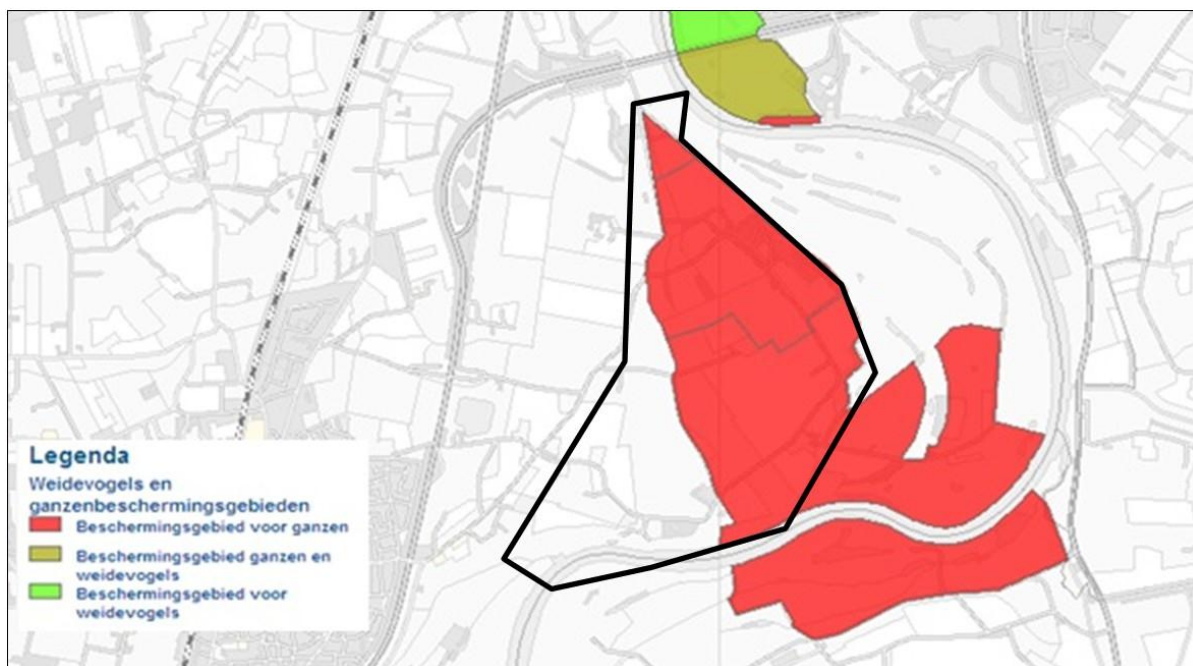 Legenda
Weidevogels en
ganzenbeschermingsgebieden
Beschermingsgebied voor ganzen
Beschermingsgebied ganzen en
weidevogels
Beschermingsgebied voor
weidevogels